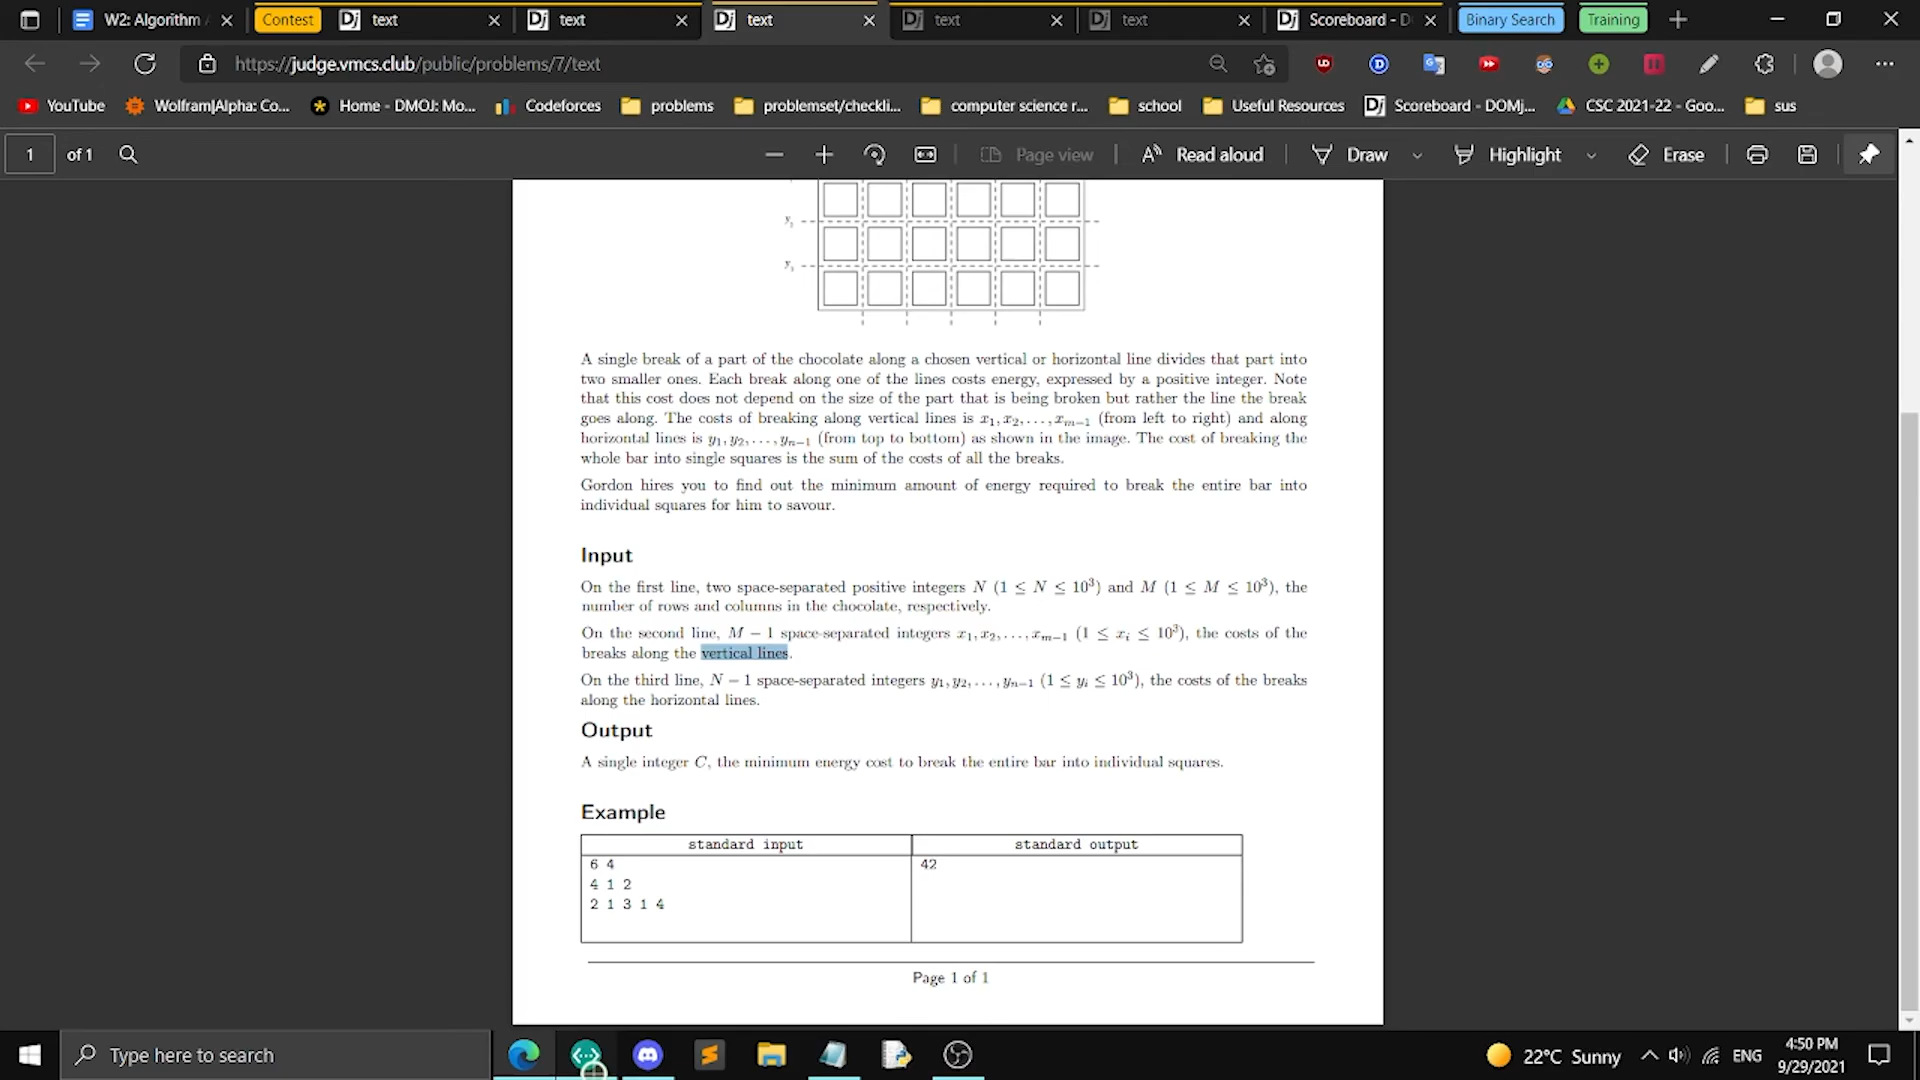 W2: Algorithm
Contest
text
text
text
text
text
Scoreboard - D
Binary Search
Training
https://judge.vmcs.club/public/problems/7/text
YouTube
Wolfram|Alpha: Co...
Home - DMOJ: Mo...
Codeforces
problems
problemset/checkli...
computer science r...
school
Useful Resources
Scoreboard - DOMj...
CSC 2021-22 - Goo...
sus
1 of 1
Page view
Read aloud
Draw
Highlight
Erase
A single break of a part of the chocolate along a chosen vertical or horizontal line divides that part into
two smaller ones. Each break along one of the lines costs energy, expressed by a positive integer. Note
that this cost does not depend on the size of the part that is being broken but rather the line the break
goes along. The costs of breaking along vertical lines is x₁, x₂, . . . , xₘ₋₁ (from left to right) and along
horizontal lines is y₁, y₂, . . . , yₙ₋₁ (from top to bottom) as shown in the image. The cost of breaking the
whole bar into single squares is the sum of the costs of all the breaks.
Gordon hires you to find out the minimum amount of energy required to break the entire bar into
individual squares for him to savour.
Input
On the first line, two space-separated positive integers N (1 ≤ N ≤ 10³) and M (1 ≤ M ≤ 10³), the
number of rows and columns in the chocolate, respectively.
On the second line, M − 1 space-separated integers x₁, x₂, . . . , xₘ₋₁ (1 ≤ xᵢ ≤ 10³), the costs of the
breaks along the vertical lines.
On the third line, N − 1 space-separated integers y₁, y₂, . . . , yₙ₋₁ (1 ≤ yᵢ ≤ 10³), the costs of the breaks
along the horizontal lines.
Output
A single integer C, the minimum energy cost to break the entire bar into individual squares.
Example
standard input
standard output
6 4
42
4 1 2
2 1 3 1 4
Page 1 of 1
Type here to search
22°C Sunny
ENG
4:50 PM
9/29/2021